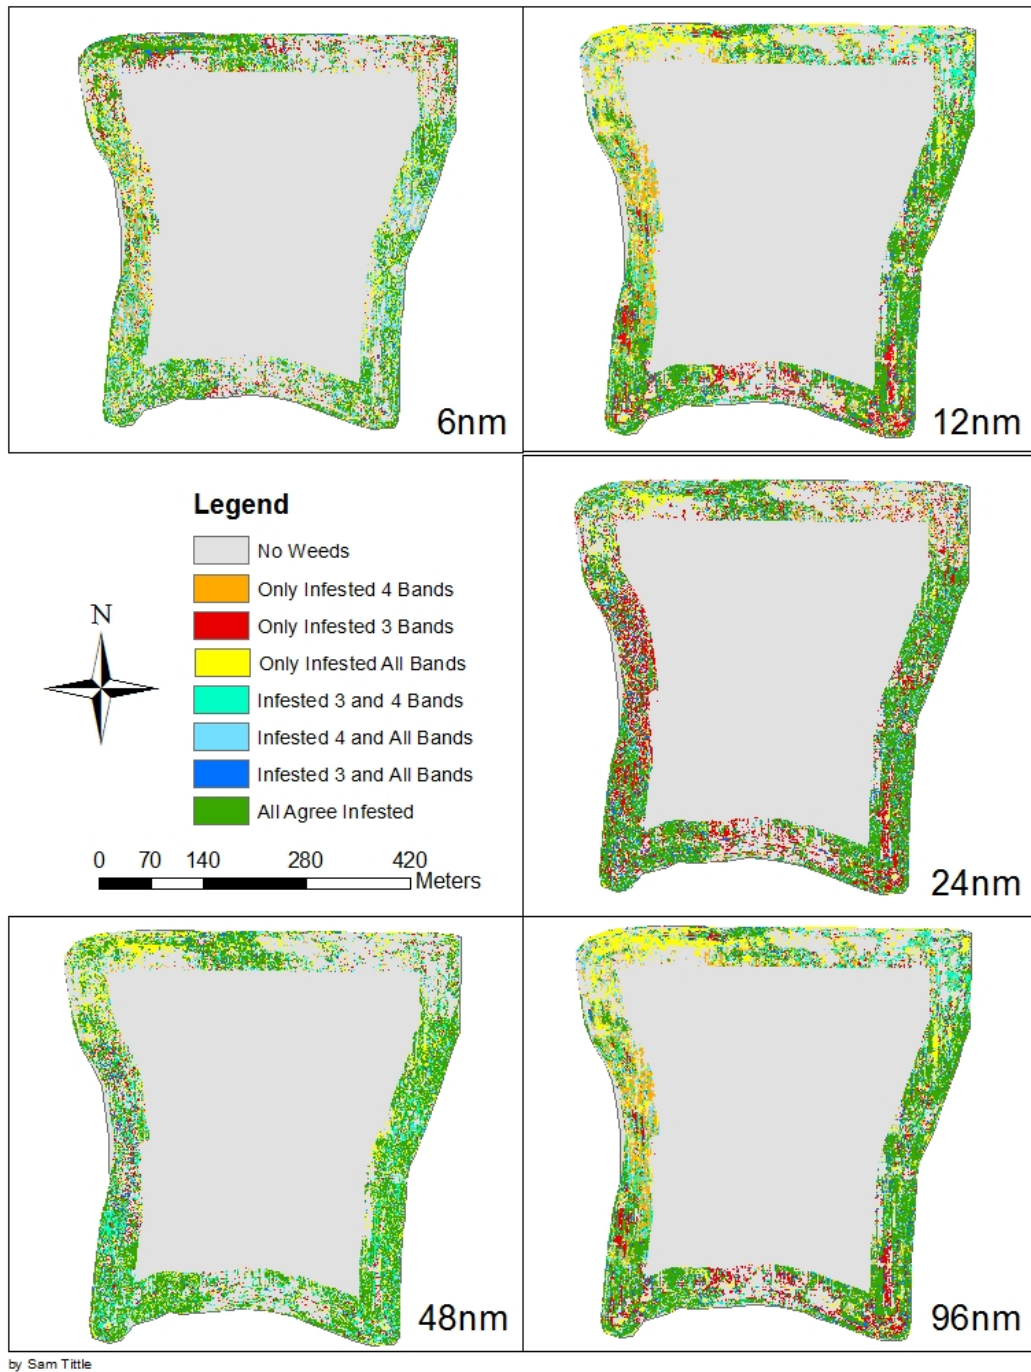 6nm
12nm
Legend
No Weeds
Only Infested 4 Bands
Only Infested 3 Bands
Only Infested All Bands
Infested 3 and 4 Bands
Infested 4 and All Bands
Infested 3 and All Bands
All Agree Infested
N
0 70 140 280 420
Meters
24nm
48nm
96nm
by Sam Tittle